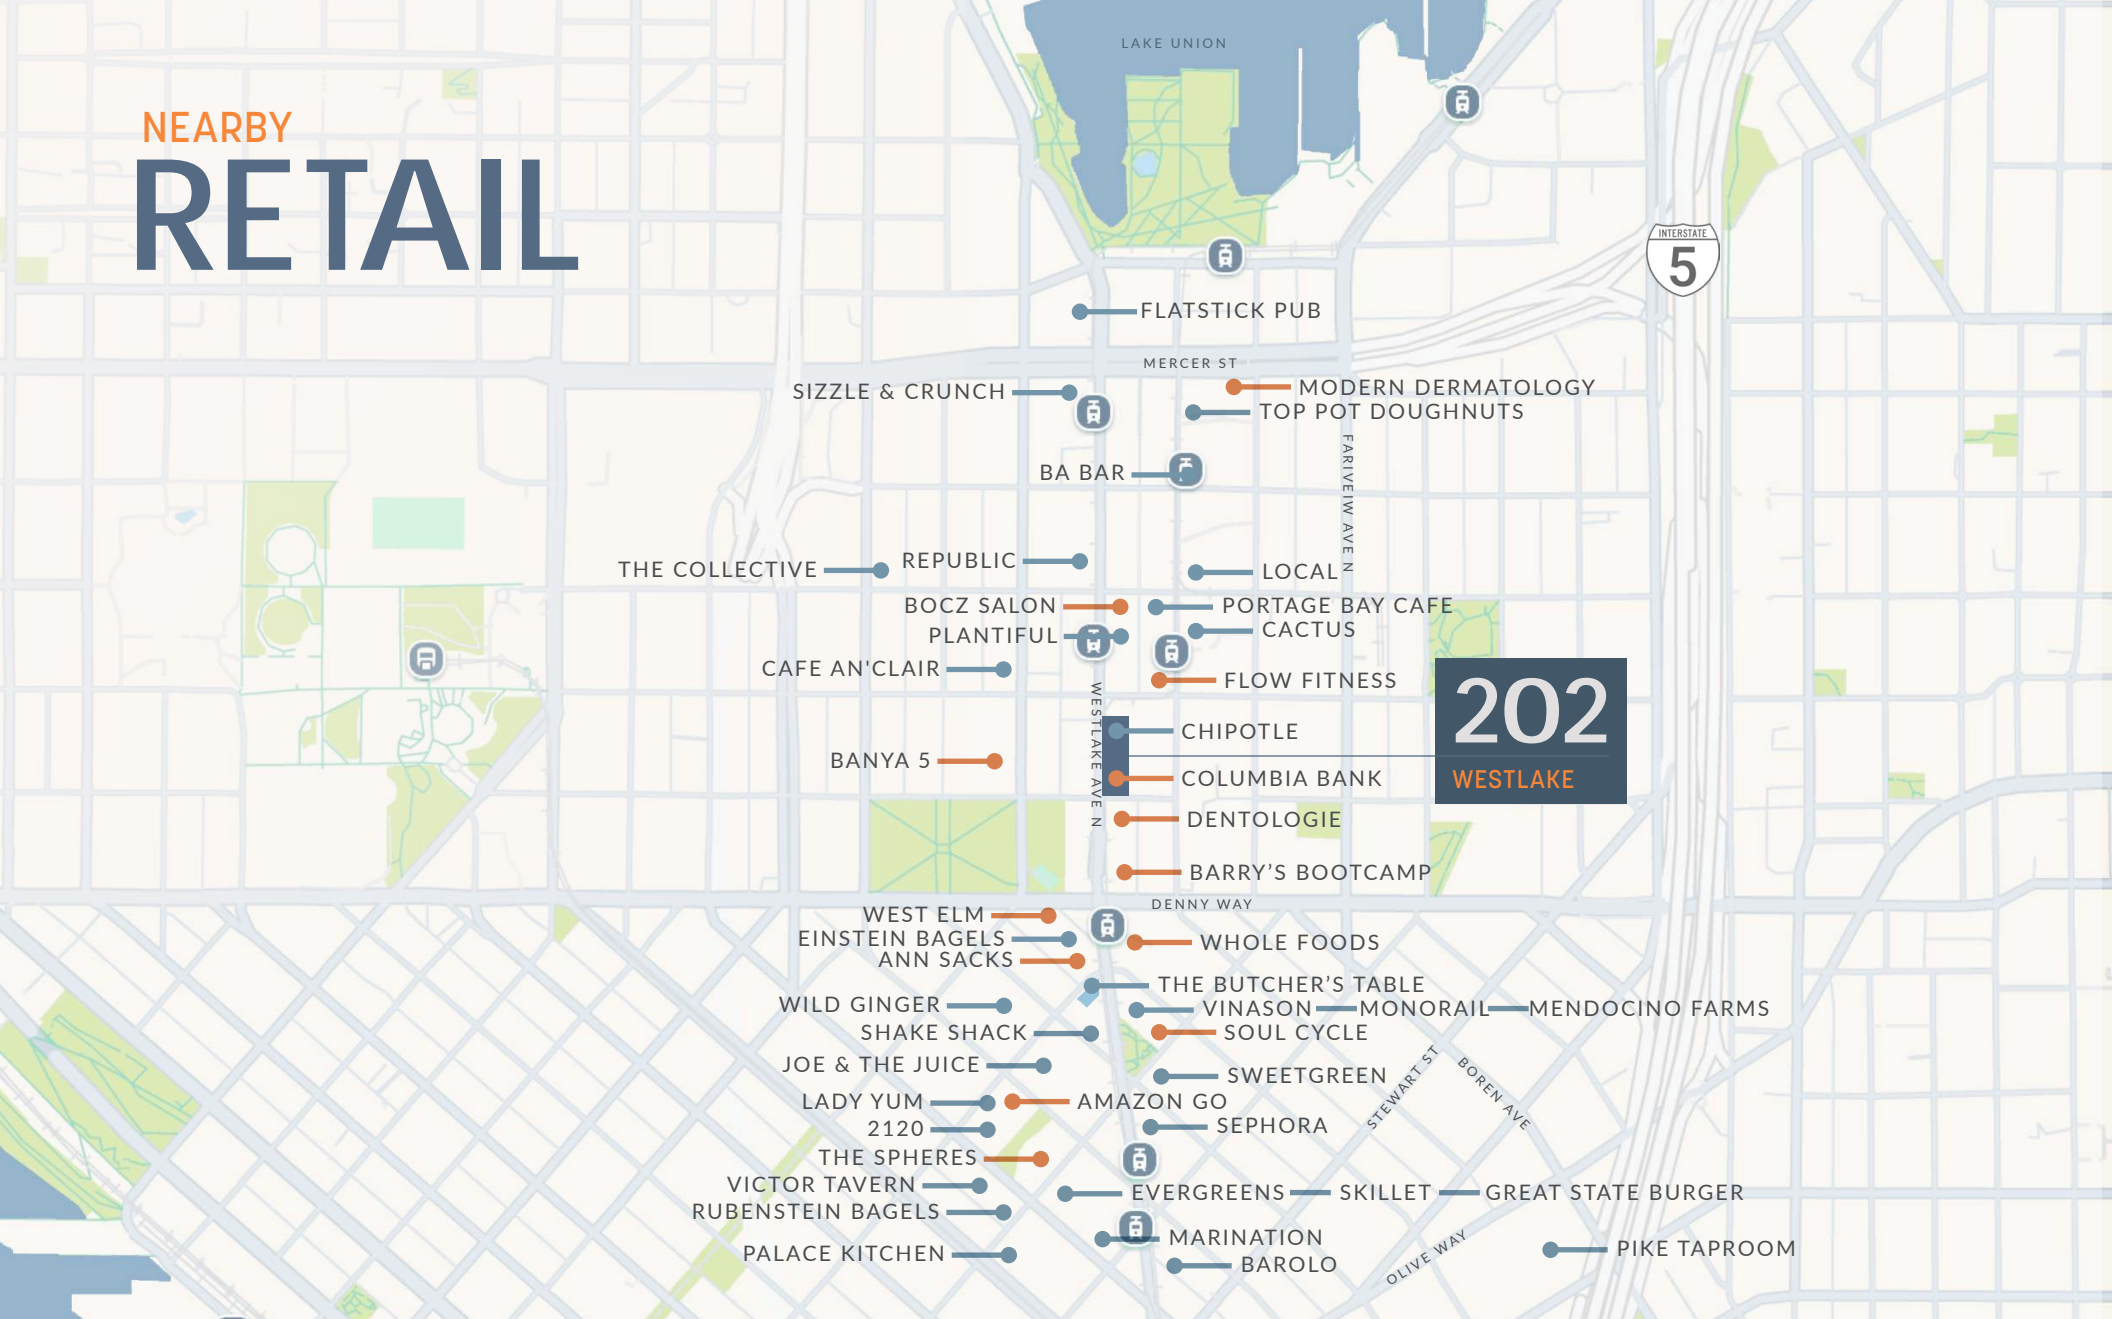 LAKE UNION
NEARBY
RETAIL
INTERSTATE
5
FLATSTICK PUB
MERCER ST
SIZZLE & CRUNCH
MODERN DERMATOLOGY
TOP POT DOUGHNUTS
FARIVEIW AVE N
BA BAR
REPUBLIC
THE COLLECTIVE
LOCAL
BOCZ SALON
PORTAGE BAY CAFE
CACTUS
PLANTIFUL
CAFE AN'CLAIR
FLOW FITNESS
WESTLAKE AVE N
202
WESTLAKE
CHIPOTLE
BANYA 5
COLUMBIA BANK
DENTOLOGIE
BARRY’S BOOTCAMP
DENNY WAY
WEST ELM
EINSTEIN BAGELS
WHOLE FOODS
ANN SACKS
THE BUTCHER’S TABLE
WILD GINGER
VINASON MONORAIL MENDOCINO FARMS
SHAKE SHACK
SOUL CYCLE
JOE & THE JUICE
SWEETGREEN
STEWART ST
BOREN AVE
LADY YUM
AMAZON GO
2120
SEPHORA
THE SPHERES
VICTOR TAVERN
EVERGREENS SKILLET GREAT STATE BURGER
RUBENSTEIN BAGELS
MARINATION
PALACE KITCHEN
OLIVE WAY
PIKE TAPROOM
BAROLO